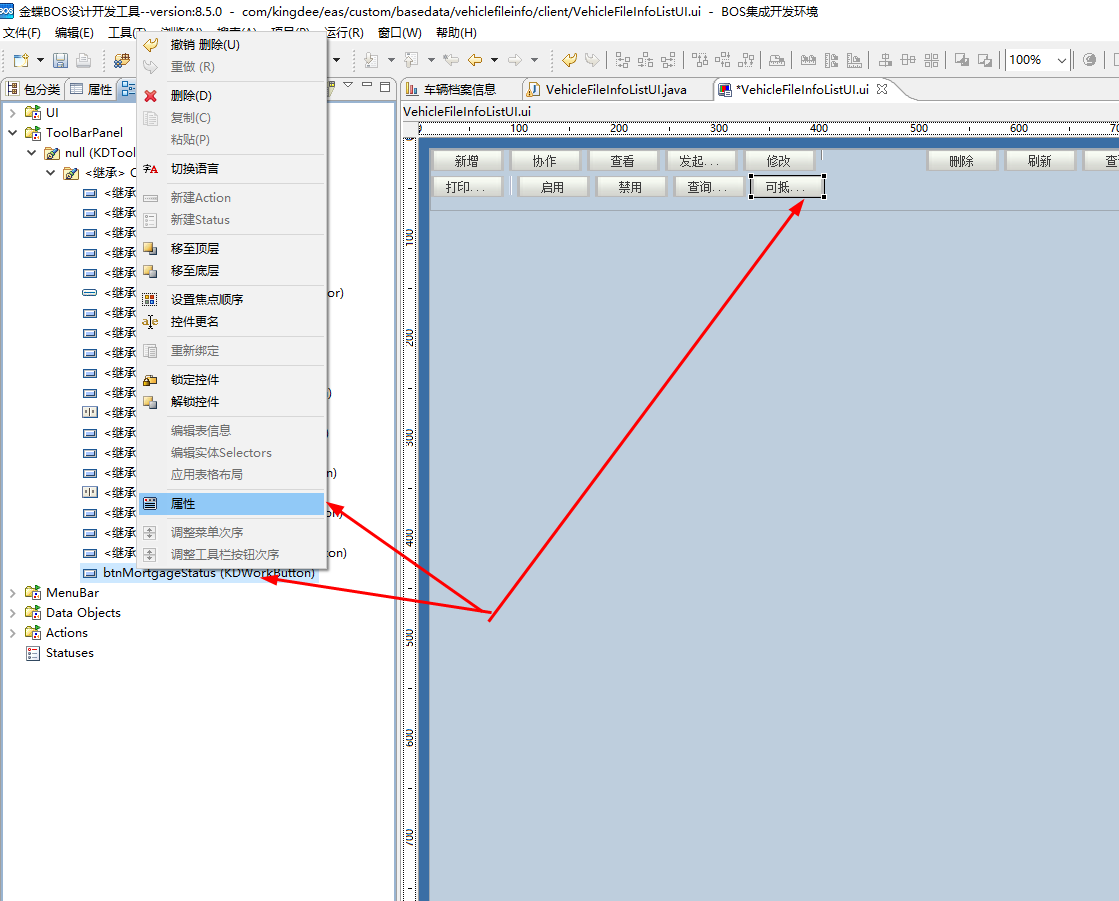 BOS 金蝶BOS设计开发工具--version:8.5.0 - com/kingdee/eas/custom/basedata/vehiclefileinfo/client/VehicleFileInfoListUI.ui - BOS集成开发环境
文件(F) 编辑(E) 工具(T) 运行(R) 窗口(W) 帮助(H)
100%
包分类 属性
车辆档案信息 VehicleFileInfoListUI.java *VehicleFileInfoListUI.ui
VehicleFileInfoListUI.ui
UI
ToolBarPanel
null (KDTool
<继承> C
<继承
<继承
<继承
<继承
<继承
<继承 or)
<继承
<继承
<继承
<继承
<继承 )
<继承
<继承 )
<继承
<继承 n)
<继承
<继承 on)
<继承
<继承 ton)
btnMortgageStatus (KDWorkButton)
MenuBar
Data Objects
Actions
Statuses
撤销 删除(U)
重做 (R)
删除(D)
复制(C)
粘贴(P)
切换语言
新建Action
新建Status
移至顶层
移至底层
设置焦点顺序
控件更名
重新绑定
锁定控件
解锁控件
编辑表信息
编辑实体Selectors
应用表格布局
属性
调整菜单次序
调整工具栏按钮次序
0 100 200 300 400 500 600 70
新增 协作 查看 发起... 修改 删除 刷新 查
打印... 启用 禁用 查询... 可抵...
0
100
200
300
400
500
600
700